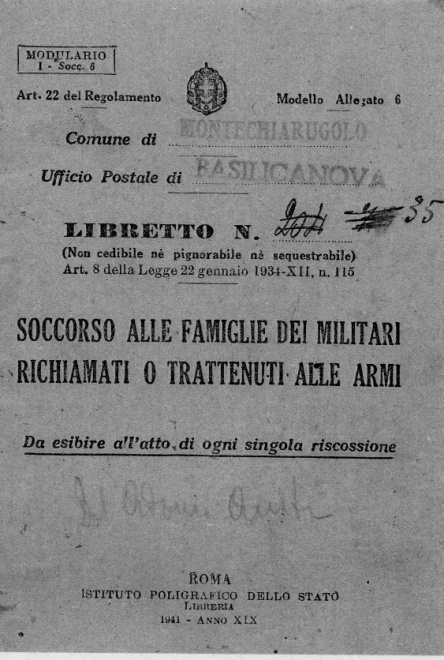 MODULARIO
I - Socc. 6
Art. 22 del Regolamento
Modello Allegato 6
Comune di MONTECHIARUGOLO
Ufficio Postale di BASILICANOVA
LIBRETTO N. 204 35
(Non cedibile nè pignorabile nè sequestrabile)
Art. 8 della Legge 22 gennaio 1934-XII, n. 115
SOCCORSO ALLE FAMIGLIE DEI MILITARI
RICHIAMATI O TRATTENUTI ALLE ARMI
Da esibire all'atto di ogni singola riscossione
ROMA
ISTITUTO POLIGRAFICO DELLO STATO
LIBRERIA
1941 - ANNO XIX